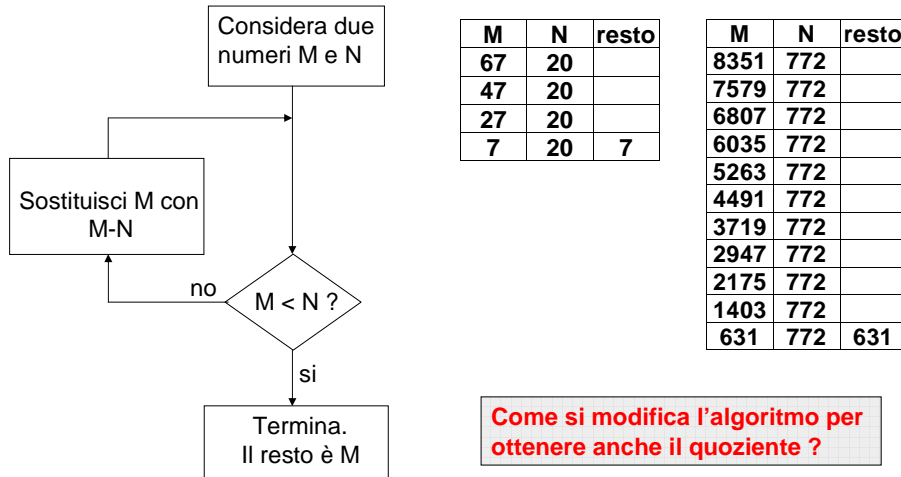 Considera due
numeri M e N
Sostituisci M con
M-N
no
M < N ?
si
Termina.
Il resto è M
M N resto
67 20
47 20
27 20
7 20 7
M N resto
8351 772
7579 772
6807 772
6035 772
5263 772
4491 772
3719 772
2947 772
2175 772
1403 772
631 772 631
Come si modifica l'algoritmo per
ottenere anche il quoziente ?